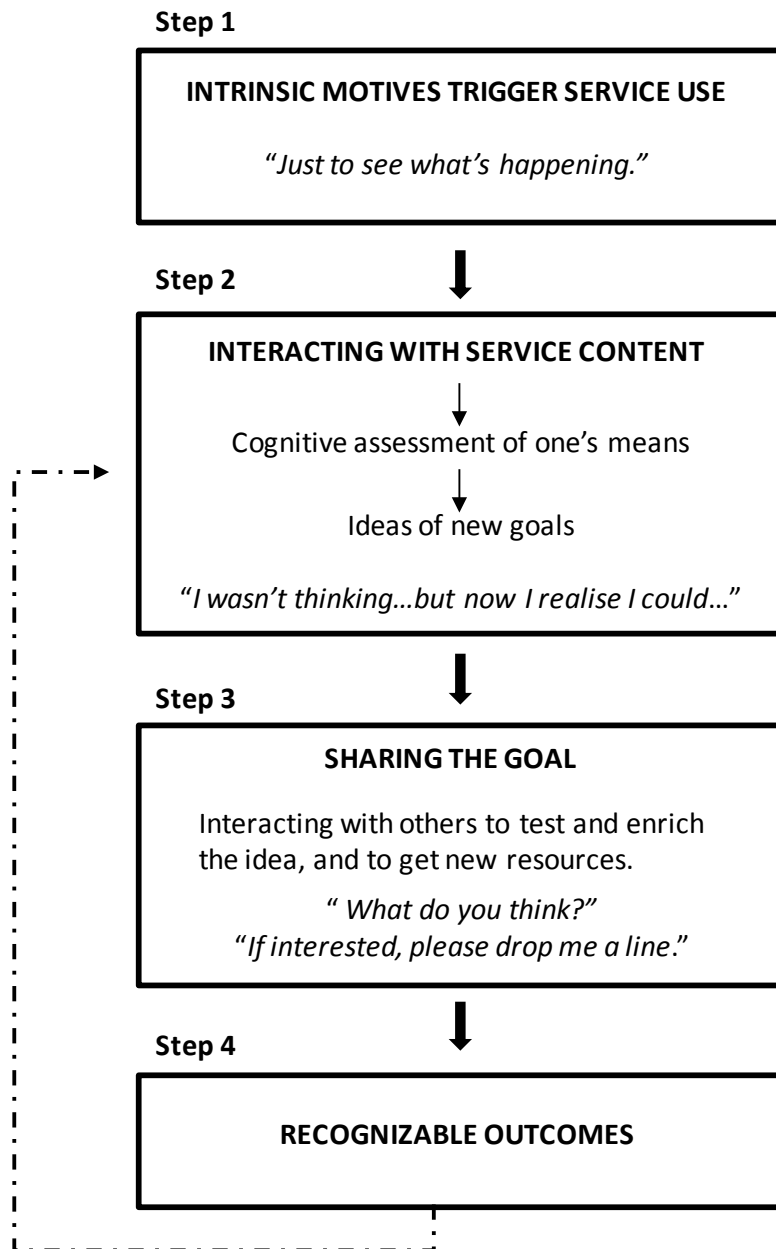 Step 1
INTRINSIC MOTIVES TRIGGER SERVICE USE
“Just to see what’s happening.”
Step 2
INTERACTING WITH SERVICE CONTENT
Cognitive assessment of one’s means
Ideas of new goals
“I wasn’t thinking…but now I realise I could…”
Step 3
SHARING THE GOAL
Interacting with others to test and enrich
the idea, and to get new resources.
“ What do you think?”
“If interested, please drop me a line.”
Step 4
RECOGNIZABLE OUTCOMES